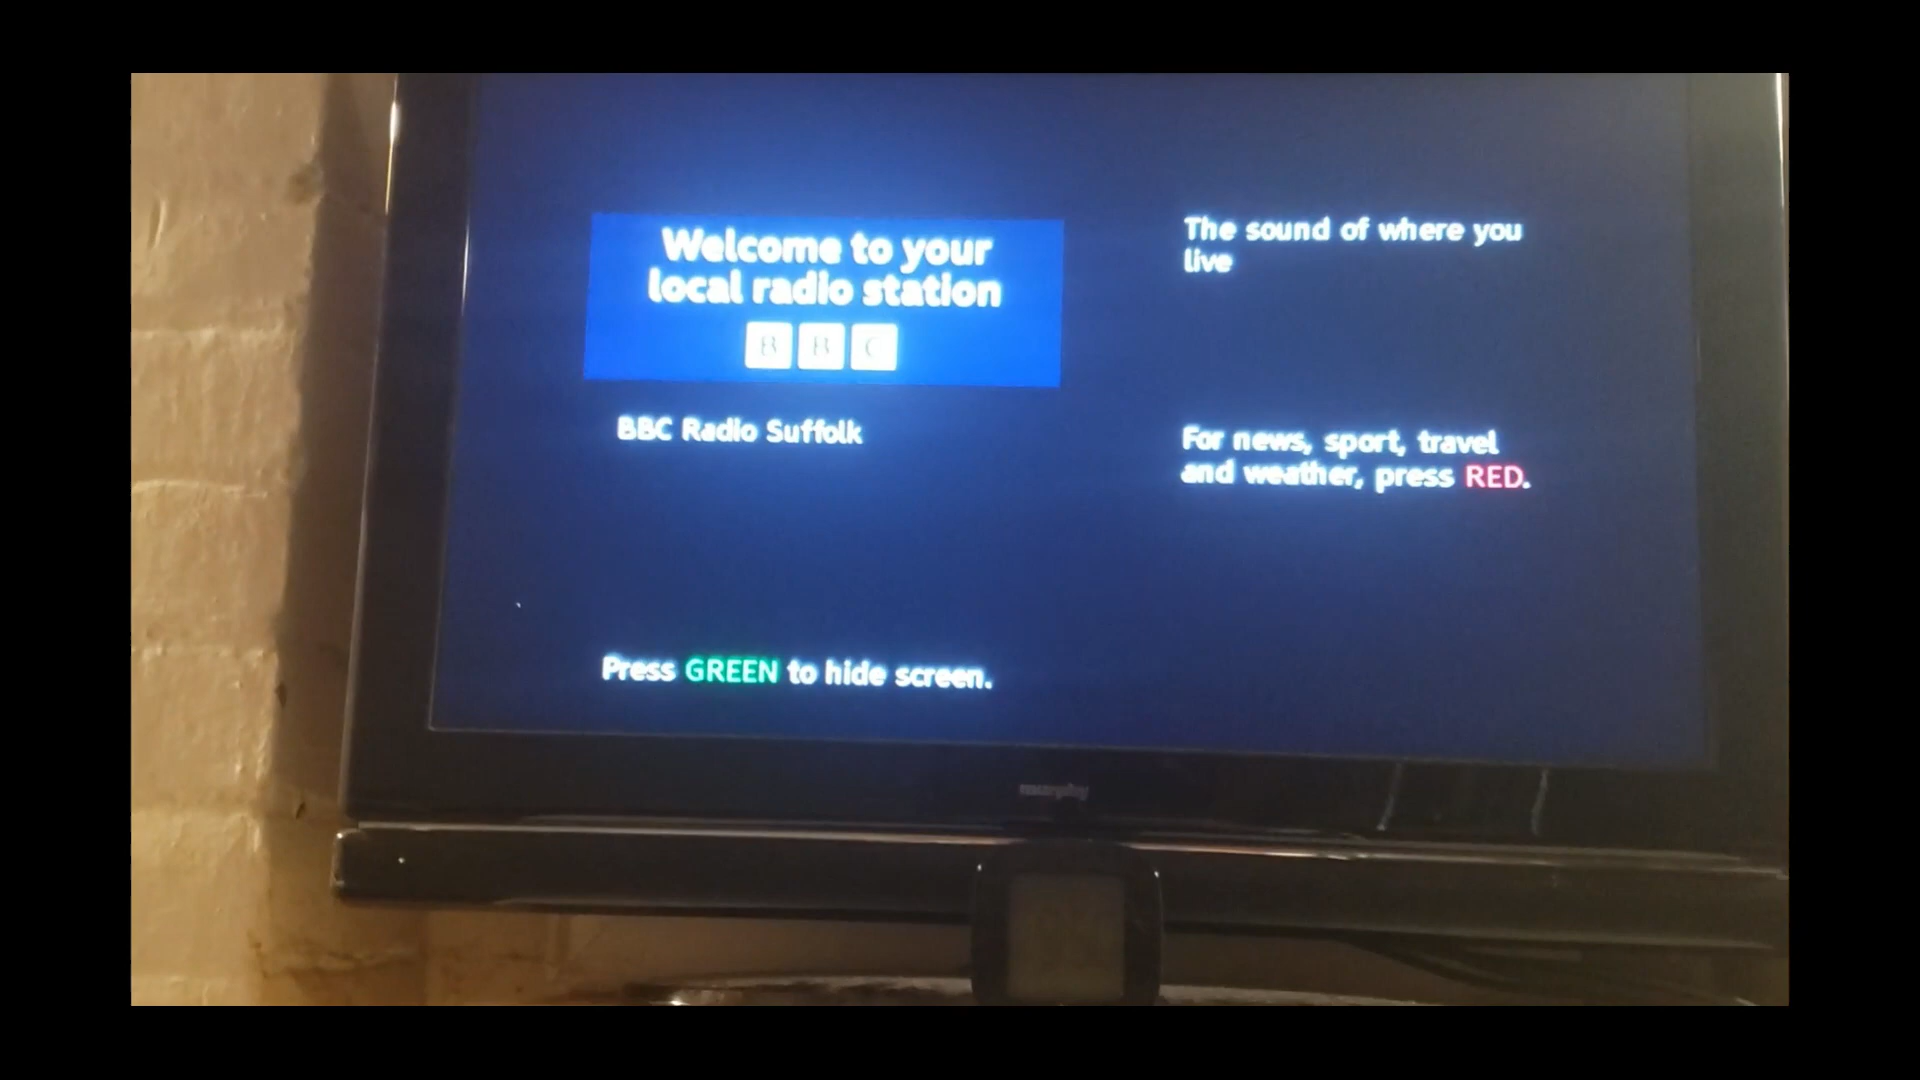 Welcome to your
local radio station
BBC
BBC Radio Suffolk
The sound of where you
live
For news, sport, travel
and weather, press RED.
Press GREEN to hide screen.
murphy